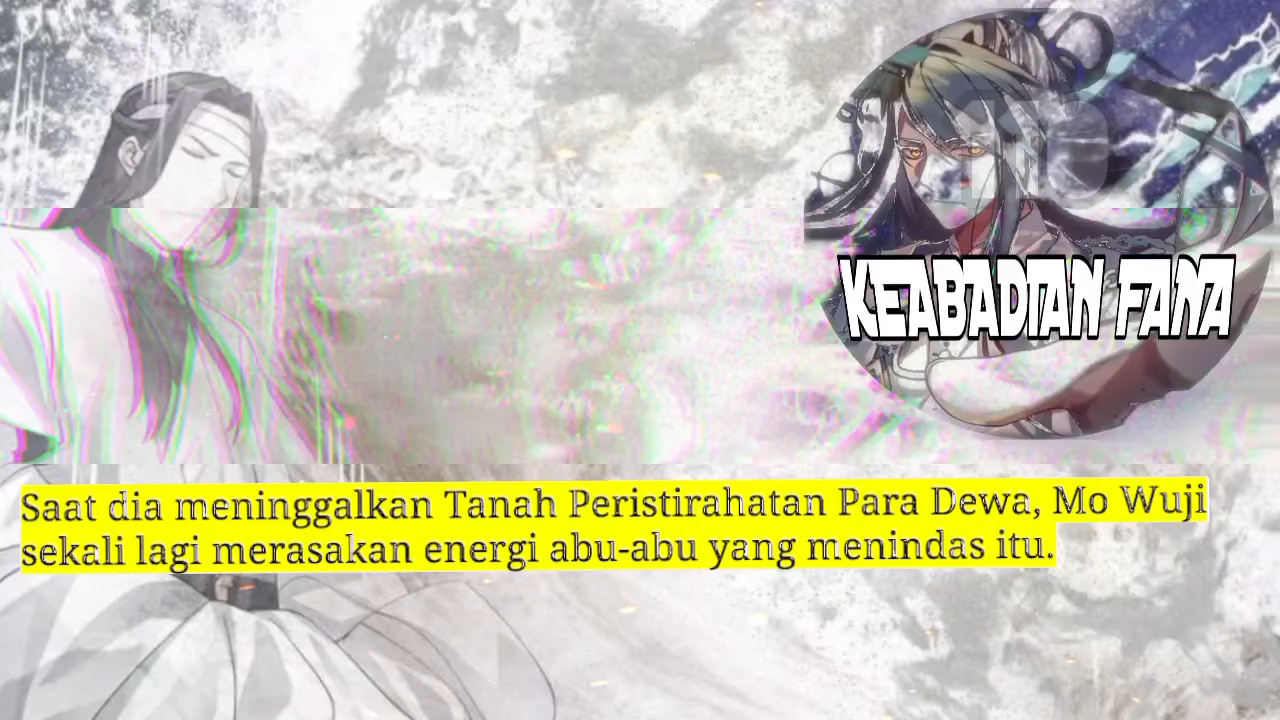 KEABADIAN FANA
Saat dia meninggalkan Tanah Peristirahatan Para Dewa, Mo Wuji
sekali lagi merasakan energi abu-abu yang menindas itu.